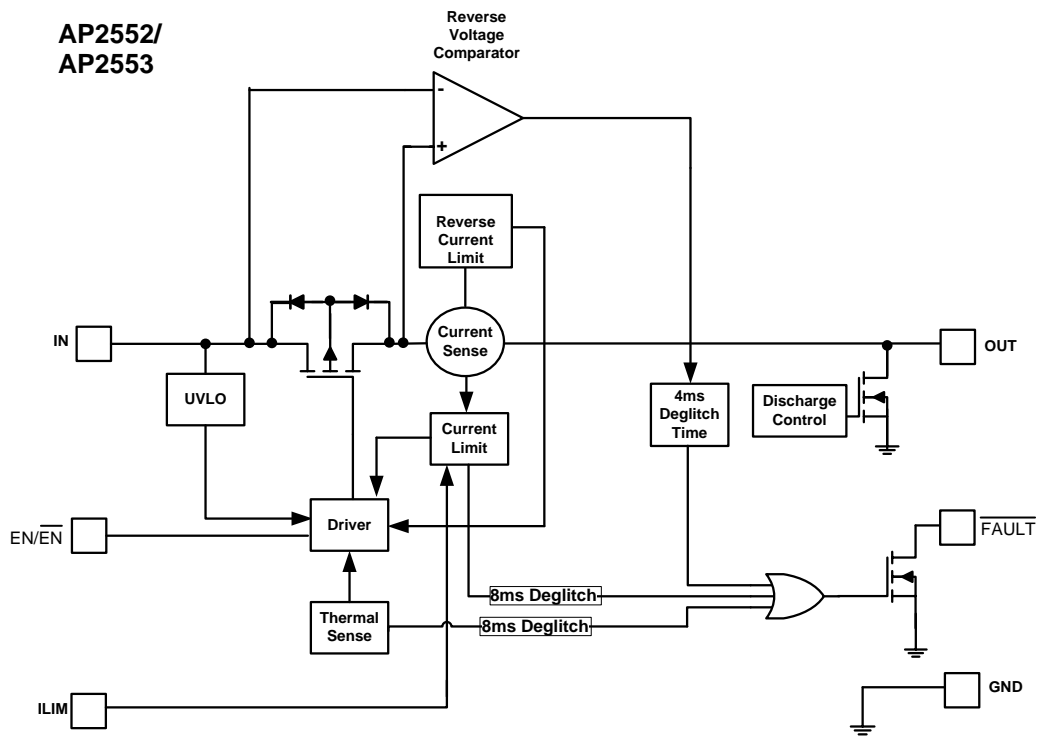 AP2552/
AP2553
Reverse
Voltage
Comparator
-
+
Reverse
Current
Limit
IN
Current
Sense
OUT
UVLO
4ms
Deglitch
Time
Discharge
Control
Current
Limit
EN/EN
Driver
FAULT
8ms Deglitch
Thermal
Sense
8ms Deglitch
ILIM
GND